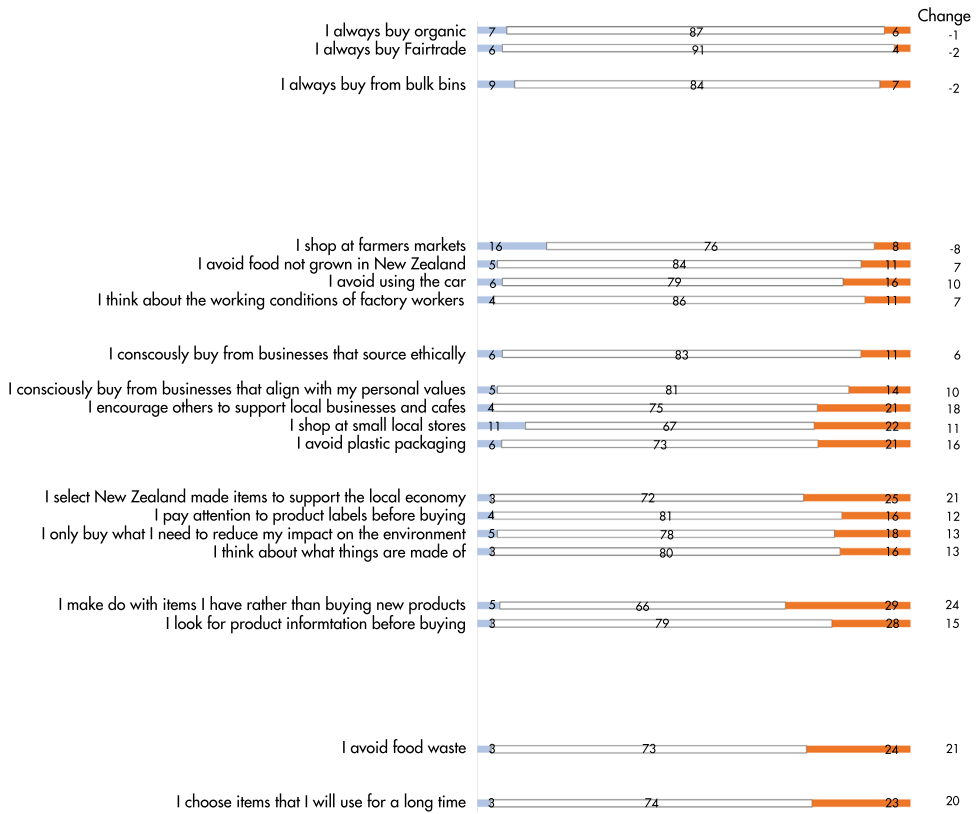 Change
I always buy organic 7 87 6 -1
I always buy Fairtrade 6 91 4 -2
I always buy from bulk bins 9 84 7 -2
I shop at farmers markets 16 76 8 -8
I avoid food not grown in New Zealand 5 84 11 7
I avoid using the car 6 79 16 10
I think about the working conditions of factory workers 4 86 11 7
I conscously buy from businesses that source ethically 6 83 11 6
I consciously buy from businesses that align with my personal values 5 81 14 10
I encourage others to support local businesses and cafes 4 75 21 18
I shop at small local stores 11 67 22 11
I avoid plastic packaging 6 73 21 16
I select New Zealand made items to support the local economy 3 72 25 21
I pay attention to product labels before buying 4 81 16 12
I only buy what I need to reduce my impact on the environment 5 78 18 13
I think about what things are made of 3 80 16 13
I make do with items I have rather than buying new products 5 66 29 24
I look for product informtation before buying 3 79 28 15
I avoid food waste 3 73 24 21
I choose items that I will use for a long time 3 74 23 20